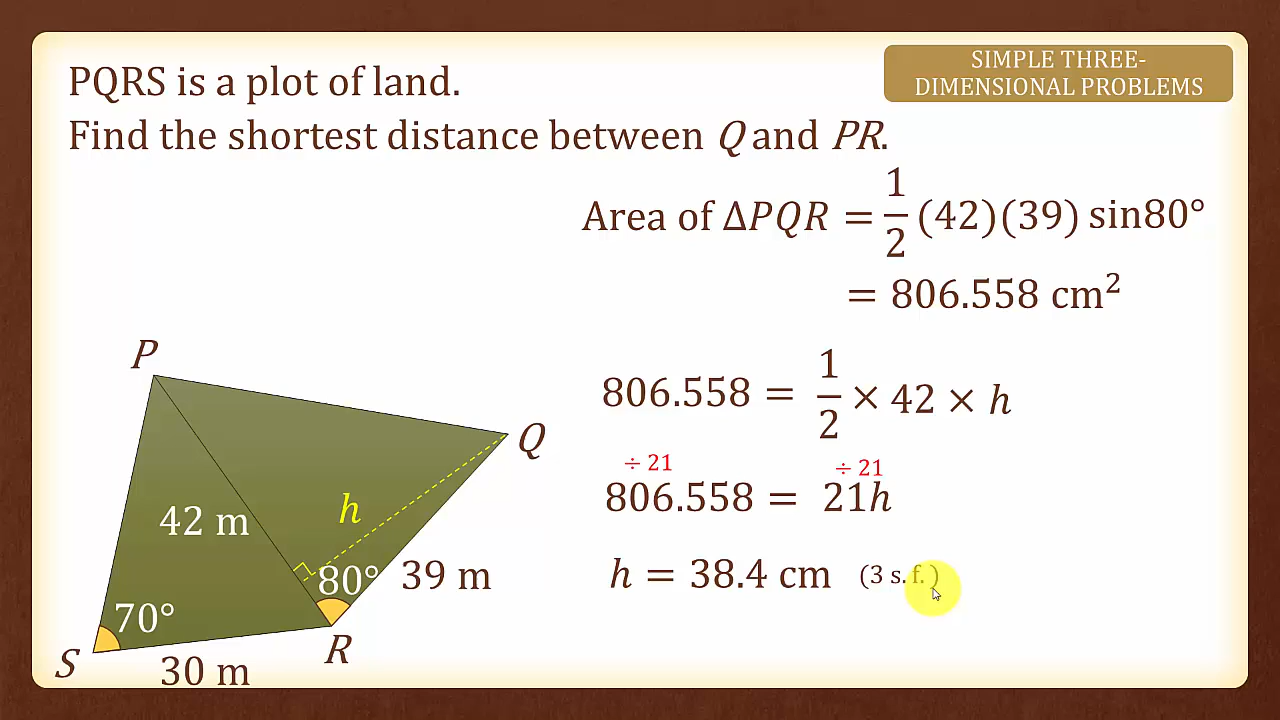 SIMPLE THREE-
DIMENSIONAL PROBLEMS
PQRS is a plot of land.
Find the shortest distance between Q and PR.
Area of ΔPQR = 1/2 (42)(39) sin80°
= 806.558 cm²
806.558 = 1/2 × 42 × h
÷ 21 ÷ 21
806.558 = 21h
h = 38.4 cm (3 s.f.)
P
Q
h
42 m
80° 39 m
70°
R
S
30 m